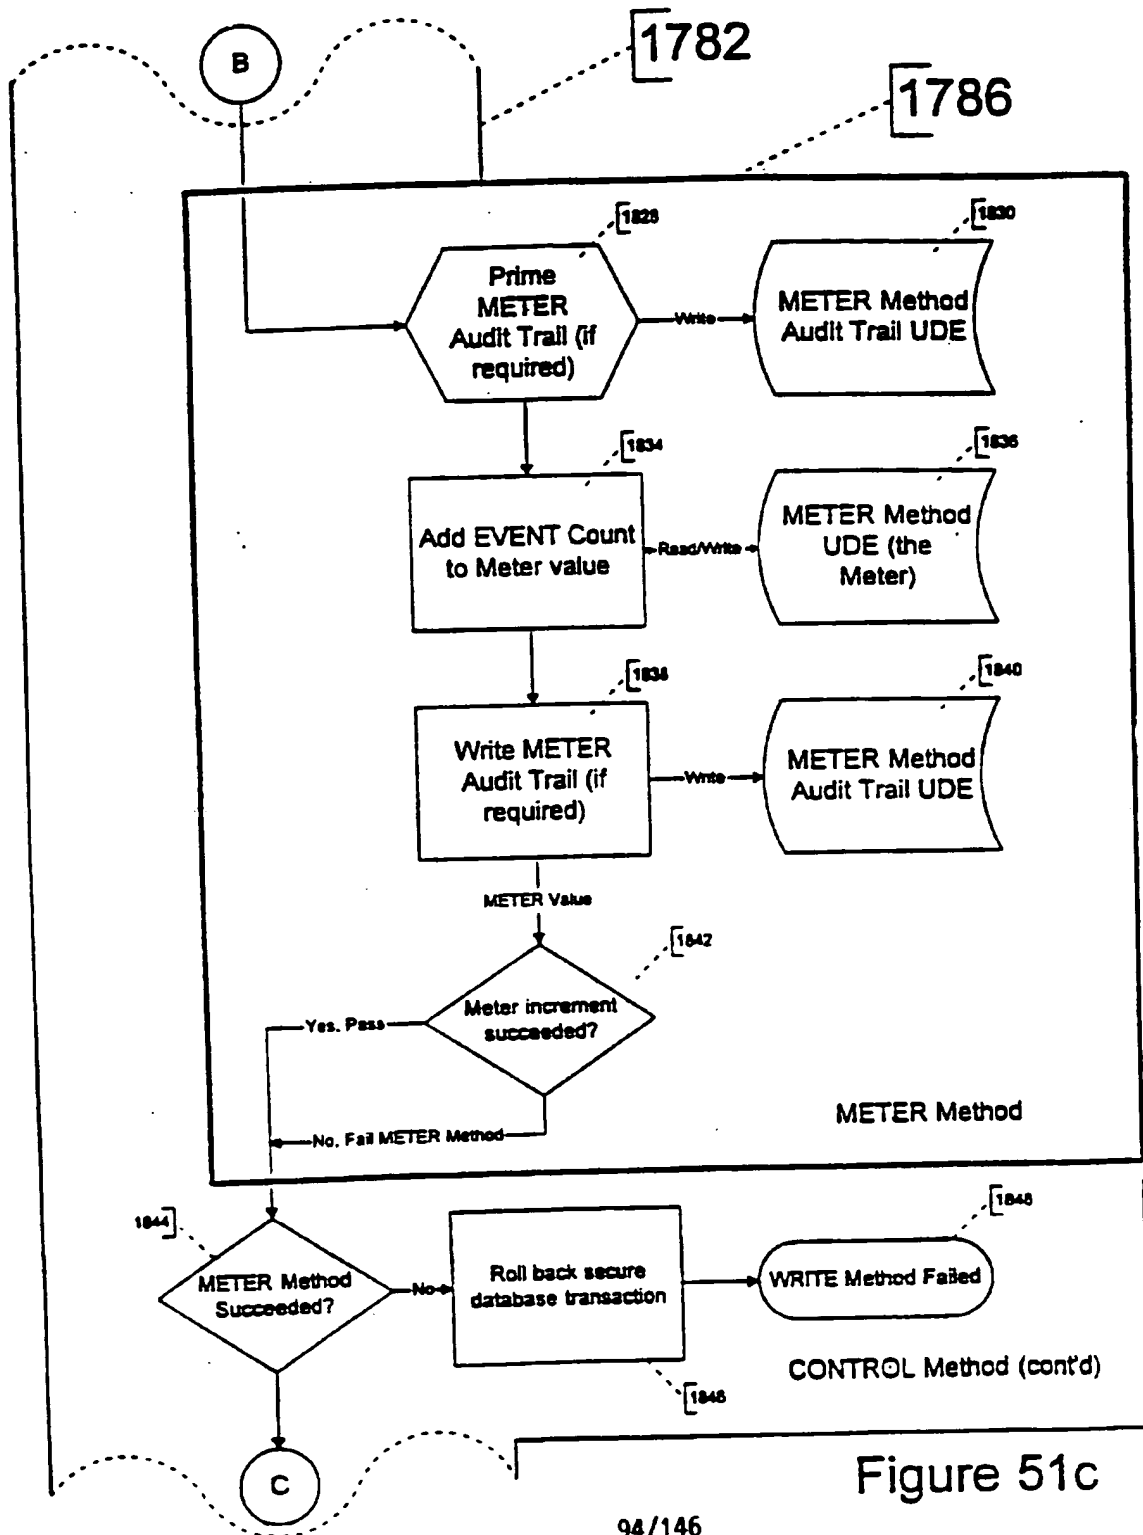 B
1782
1786
1828
1830
Prime
METER
Audit Trail (if
required)
Write
METER Method
Audit Trail UDE
1834
1836
Add EVENT Count
to Meter value
Read/Write
METER Method
UDE (the
Meter)
1838
1840
Write METER
Audit Trail (if
required)
Write
METER Method
Audit Trail UDE
METER Value
1842
Meter increment
succeeded?
Yes, Pass
No, Fail METER Method
METER Method
1844
1848
METER Method
Succeeded?
No
Roll back secure
database transaction
WRITE Method Failed
1846
CONTROL Method (cont'd)
C
Figure 51c
94/146